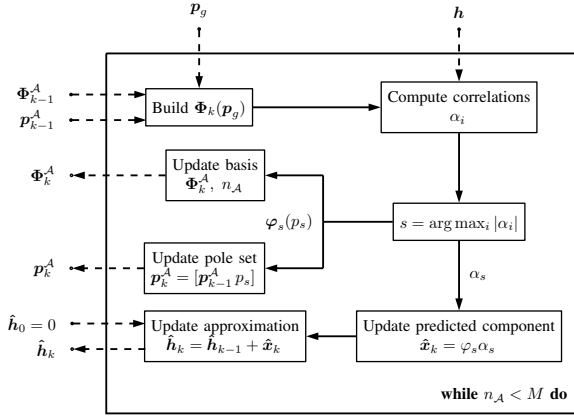 𝒑_g
𝒉
𝚽^𝒜_{k−1}
𝒑^𝒜_{k−1}
Build 𝚽_k(𝒑_g)
Compute correlations
α_i
Update basis
𝚽^𝒜_k, n_𝒜
𝚽^𝒜_k
𝝋_s(p_s)
s = arg max_i |α_i|
Update pole set
𝒑^𝒜_k = [𝒑^𝒜_{k−1} p_s]
𝒑^𝒜_k
α_s
ĥ_0 = 0
ĥ_k
Update approximation
ĥ_k = ĥ_{k−1} + x̂_k
Update predicted component
x̂_k = φ_s α_s
while n_𝒜 < M do